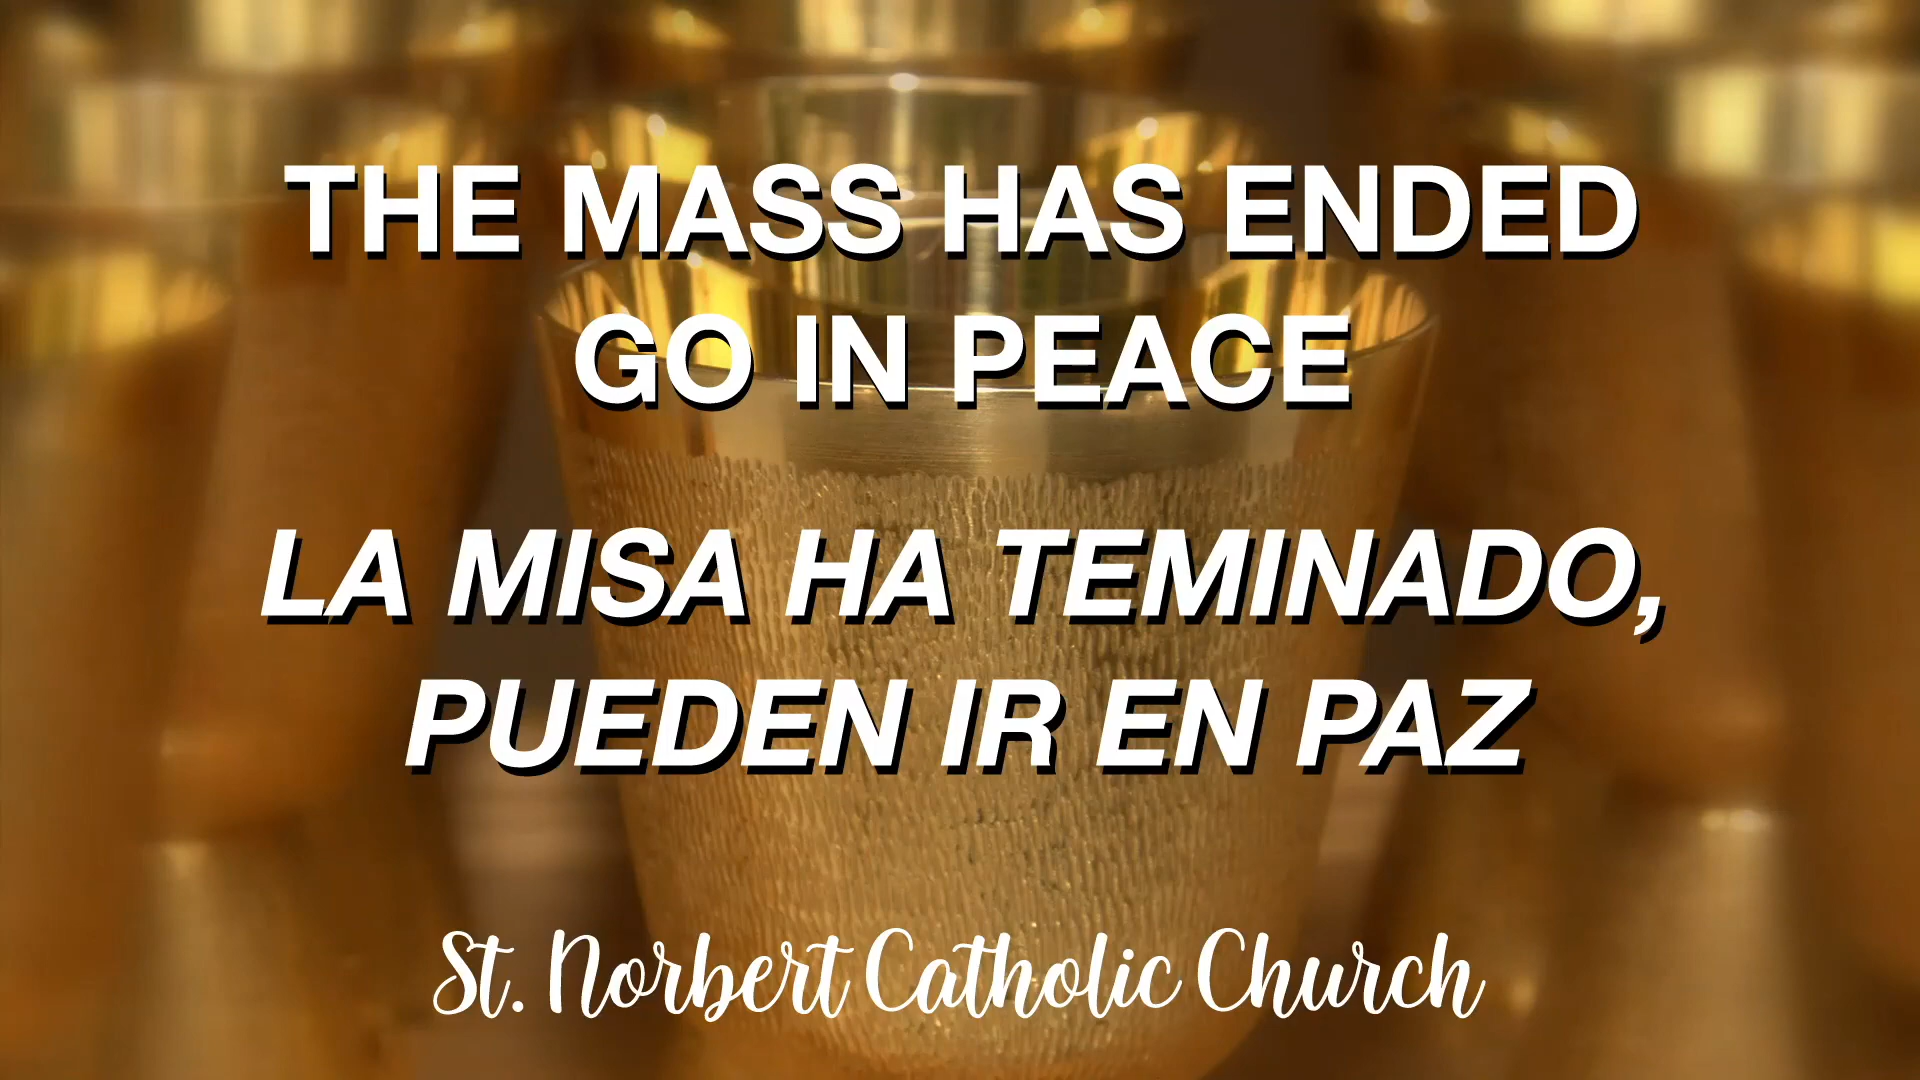 THE MASS HAS ENDED
GO IN PEACE
LA MISA HA TEMINADO,
PUEDEN IR EN PAZ
St. Norbert Catholic Church